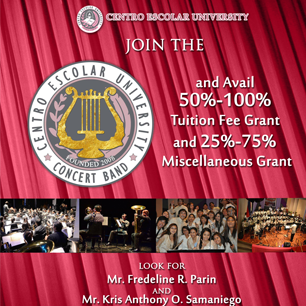 CENTRO ESCOLAR UNIVERSITY
JOIN THE
CENTRO ESCOLAR UNIVERSITY
CONCERT BAND
FOUNDED 2006
and Avail
50%-100%
Tuition Fee Grant
and 25%-75%
Miscellaneous Grant
LOOK FOR
Mr. Fredeline R. Parin
AND
Mr. Kris Anthony O. Samaniego